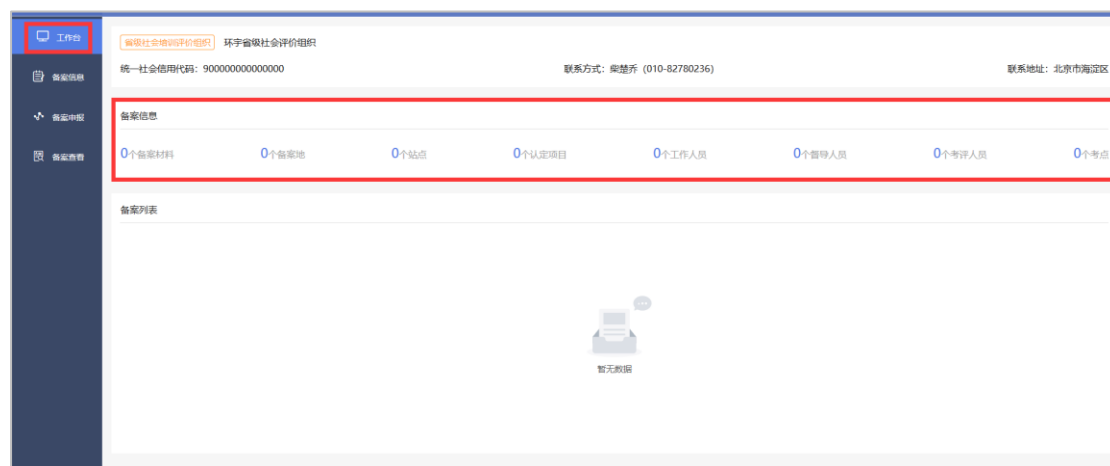 工作台
备案信息
备案申报
备案查看
省级社会培训评价组织 环宇省级社会评价组织
统一社会信用代码：900000000000000 联系方式：柴楚乔（010-82780236） 联系地址：北京市海淀区
备案信息
0个备案材料 0个备案地 0个站点 0个认定项目 0个工作人员 0个督导人员 0个考评人员 0个考点
备案列表
暂无数据